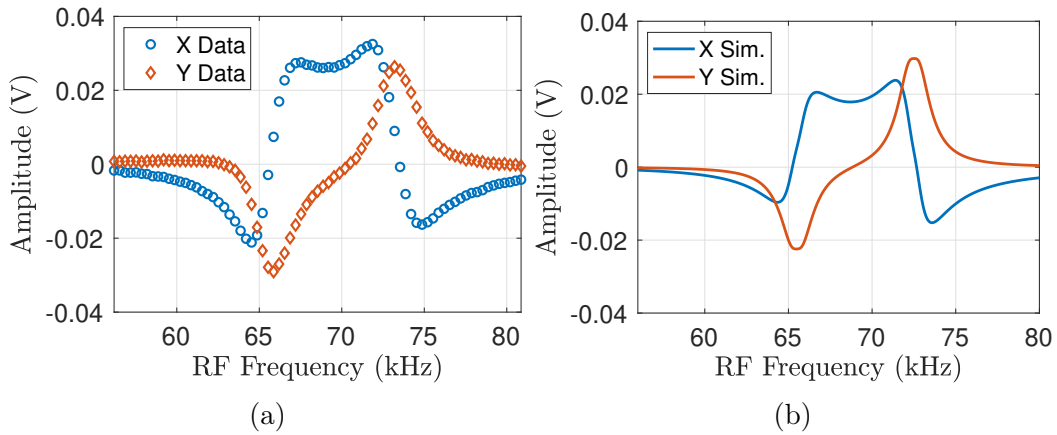 0.04
0.02
0
-0.02
-0.04
Amplitude (V)
X Data
Y Data
60 65 70 75 80
RF Frequency (kHz)
(a)
0.04
0.02
0
-0.02
-0.04
Amplitude (V)
X Sim.
Y Sim.
60 65 70 75 80
RF Frequency (kHz)
(b)